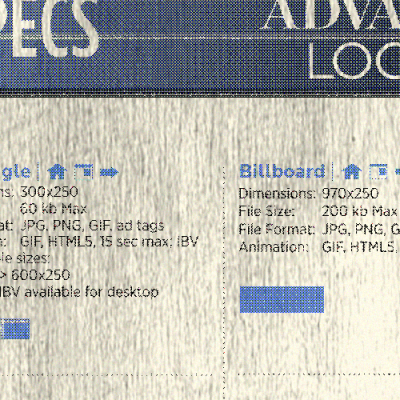 PECS
ADVA
LOC
gle
ns: 300x250
60 kb Max
at: JPG, PNG, GIF, ad tags
n: GIF, HTML5, 15 sec max; IBV
le sizes:
> 600x250
IBV available for desktop
Billboard
Dimensions: 970x250
File Size: 200 kb Max
File Format: JPG, PNG, G
Animation: GIF, HTML5,